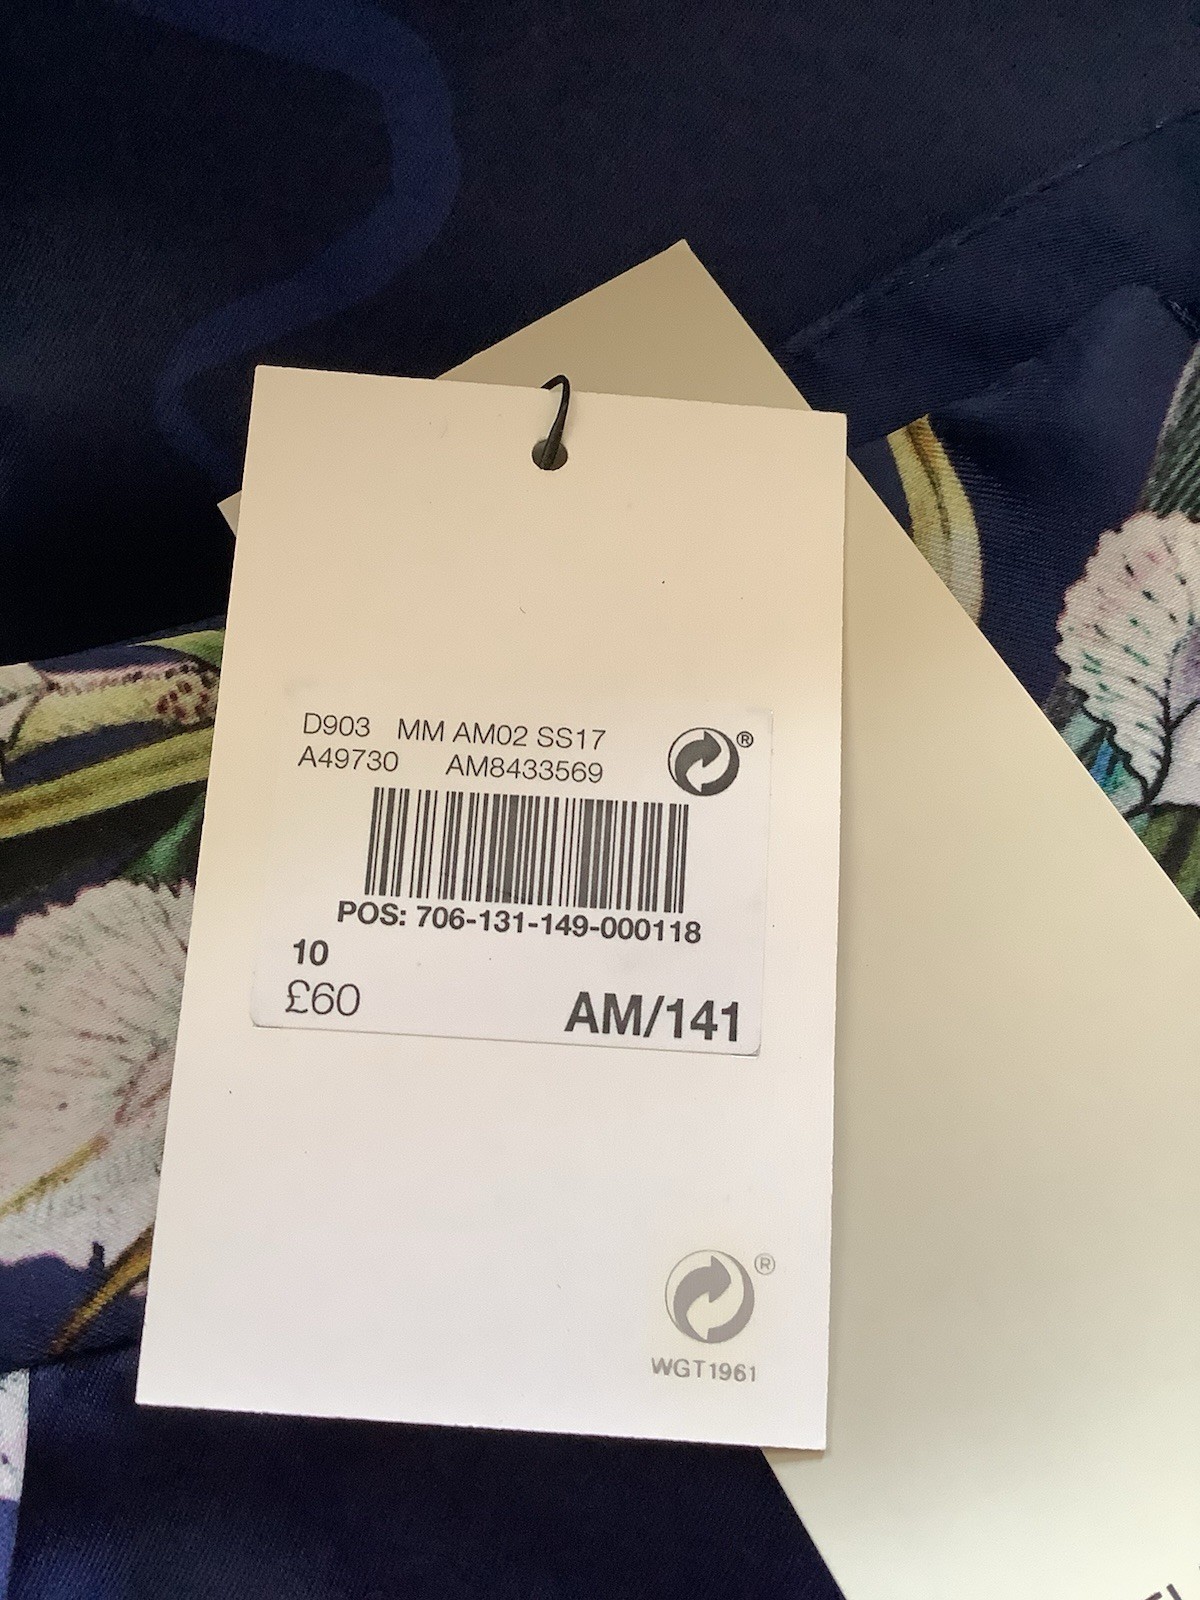 D903 MM AM02 SS17
A49730 AM8433569
®
POS: 706-131-149-000118
10
£60
AM/141
®
WGT1961